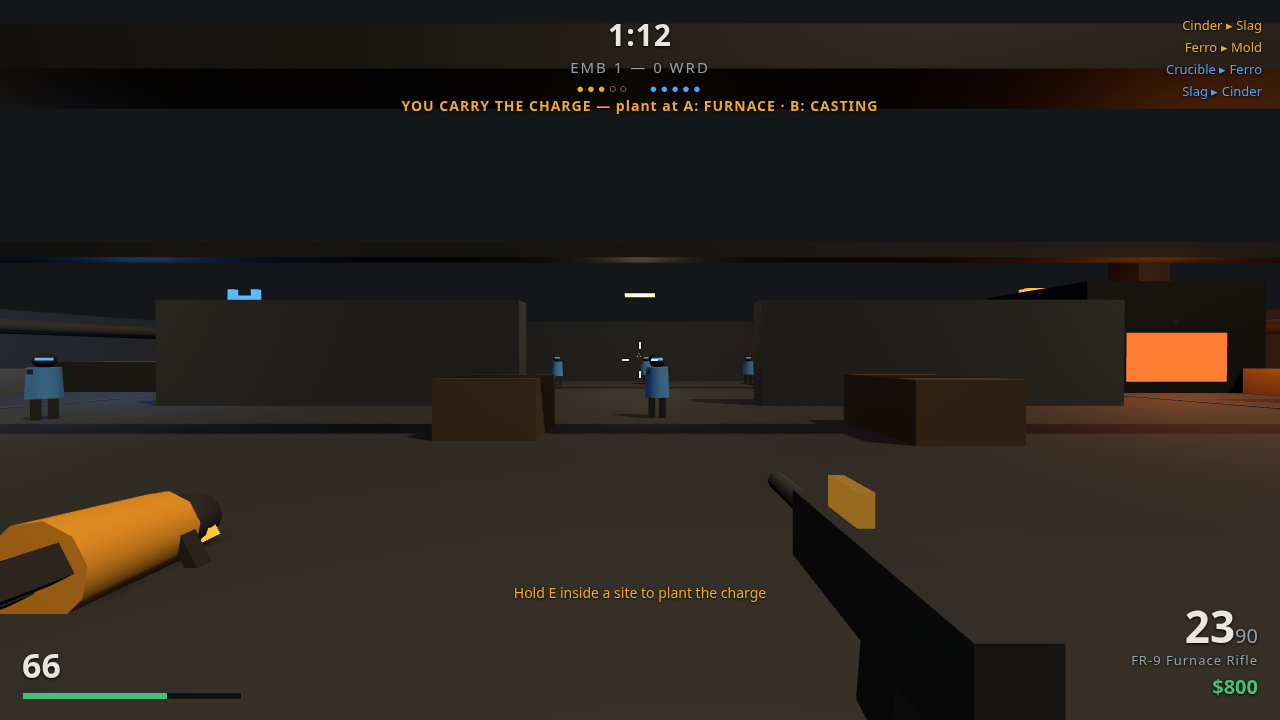 1:12
EMB 1 — 0 WRD
YOU CARRY THE CHARGE — plant at A: FURNACE · B: CASTING
Cinder ▸ Slag
Ferro ▸ Mold
Crucible ▸ Ferro
Slag ▸ Cinder
Hold E inside a site to plant the charge
66
23 90
FR-9 Furnace Rifle
$800